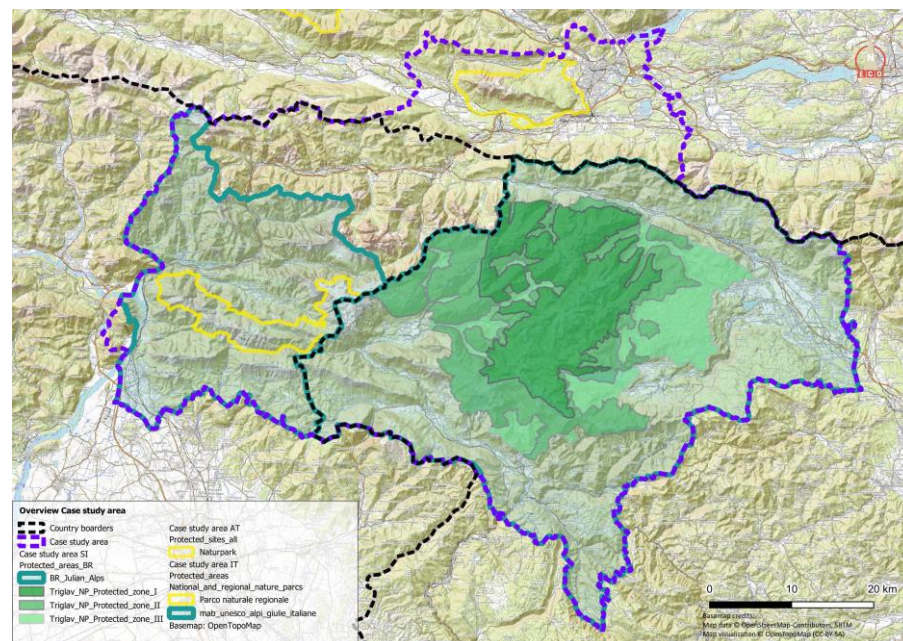 ECO
Overview Case study area
Country boarders
Case study area
Case study area SI
Protected_areas_BR
BR_Julian_Alps
Triglav_NP_Protected_zone_I
Triglav_NP_Protected_zone_II
Triglav_NP_Protected_zone_III
Case study area AT
Protected_sites_all
Naturpark
Case study area IT
Protected_areas
National_and_regional_nature_parcs
Parco naturale regionale
mab_unesco_alpi_giulie_italiane
Basemap: OpenTopoMap
0 10 20 km
Basemap credits:
Map data © OpenStreetMap-Contributors, SRTM
Map visualization © OpenTopoMap (CC-BY-SA)